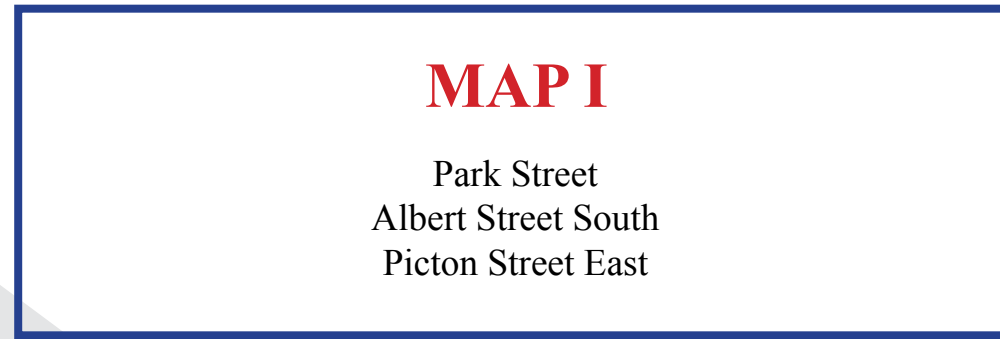 MAP I
Park Street
Albert Street South
Picton Street East